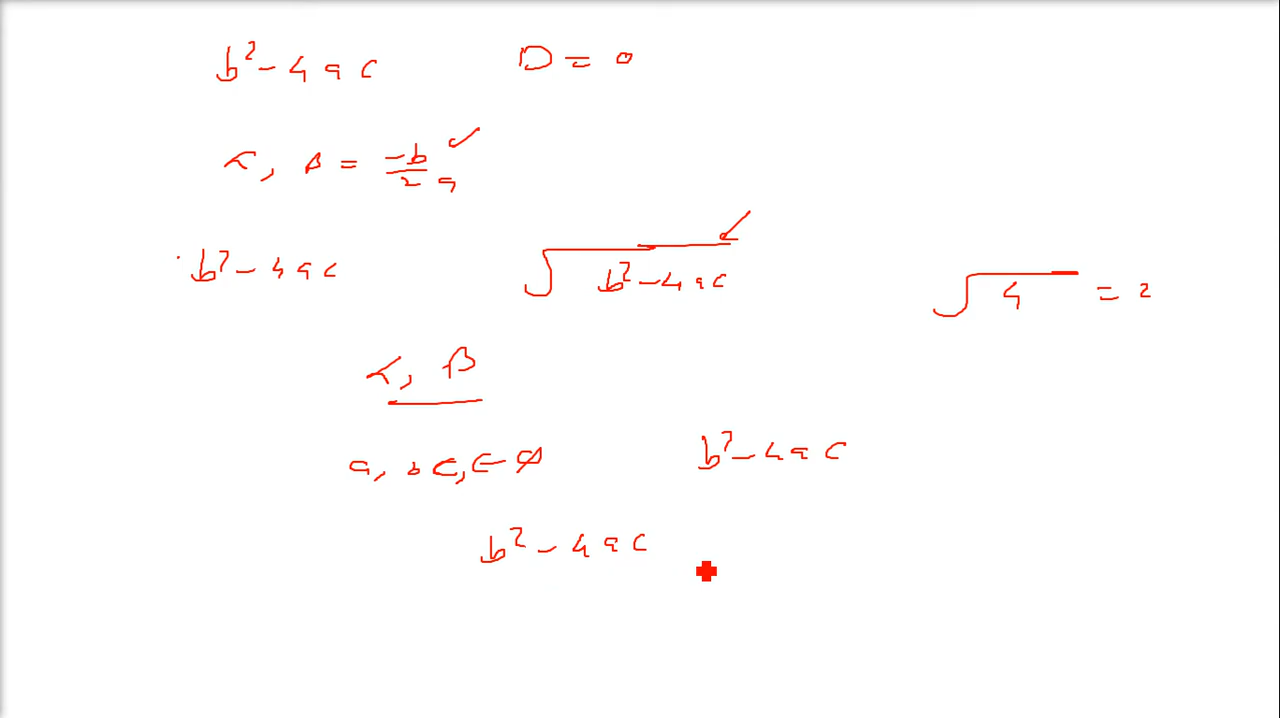 b² - 4ac D = 0
α, β = -b/2a ✓
b² - 4ac √(b² - 4ac) √4 = 2
α, β
a, b c, ∈ Q b² - 4ac
b² - 4ac